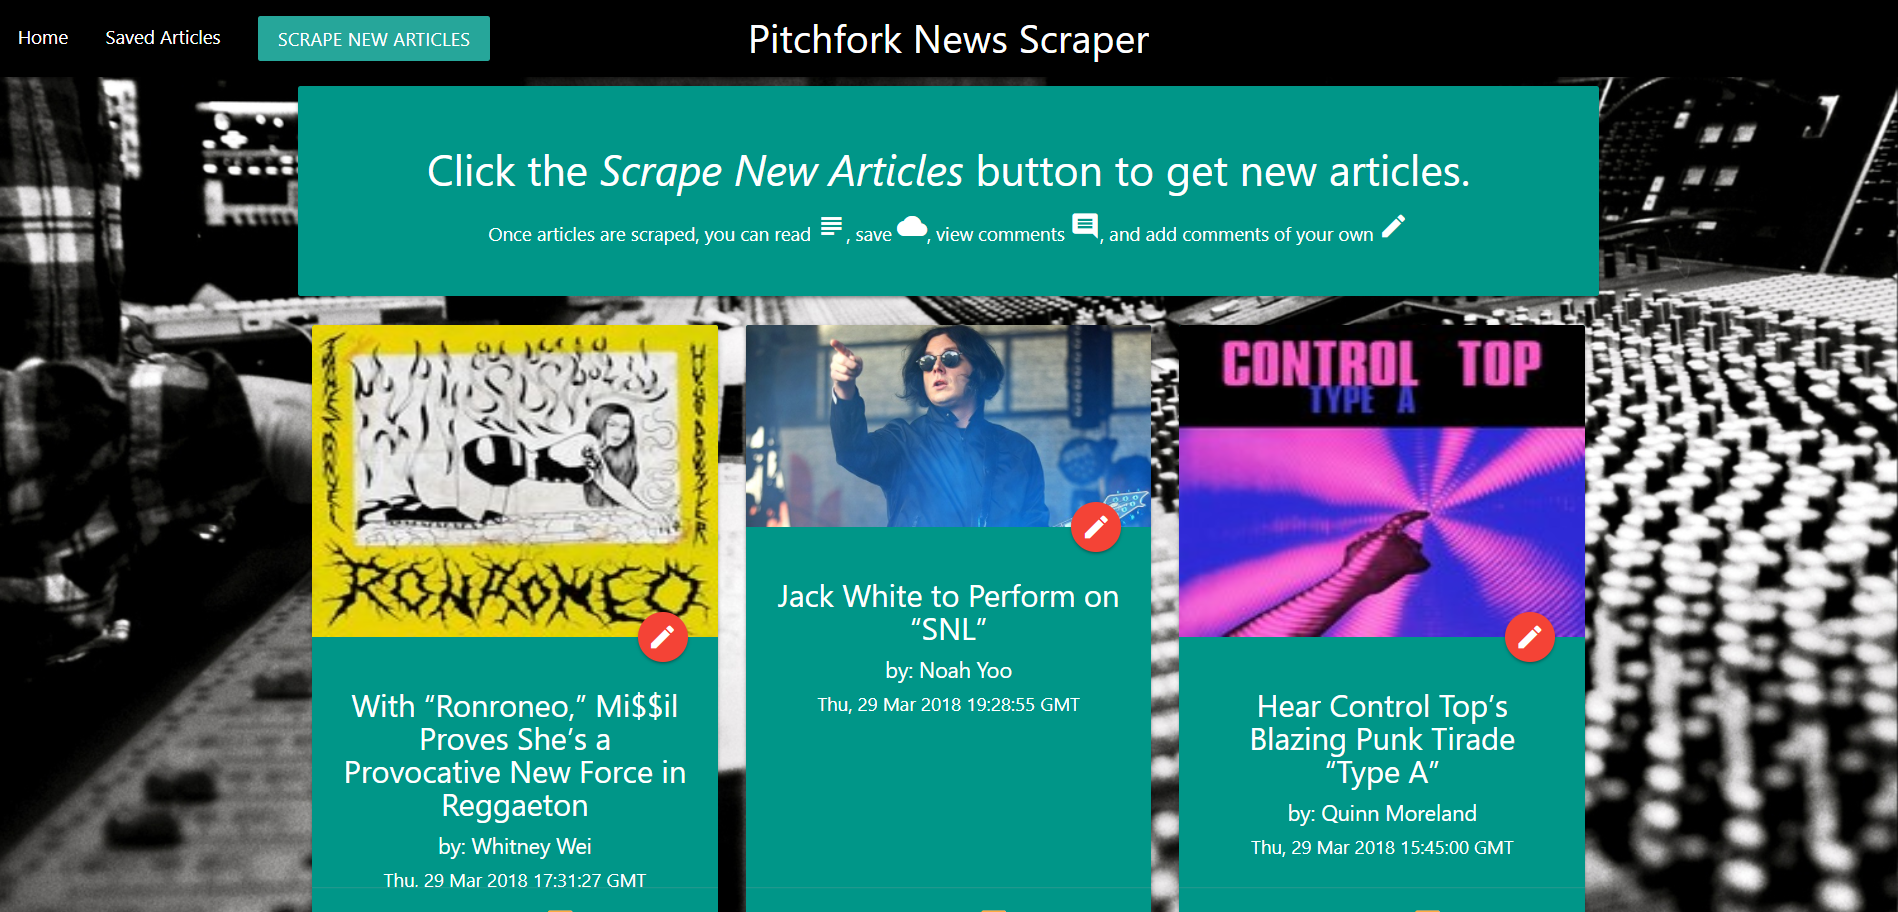 Home
Saved Articles
SCRAPE NEW ARTICLES
Pitchfork News Scraper
Click the Scrape New Articles button to get new articles.
Once articles are scraped, you can read , save , view comments , and add comments of your own
RONRONEO
With “Ronroneo,” Mi$$il
Proves She’s a
Provocative New Force in
Reggaeton
by: Whitney Wei
Thu, 29 Mar 2018 17:31:27 GMT
Jack White to Perform on
“SNL”
by: Noah Yoo
Thu, 29 Mar 2018 19:28:55 GMT
CONTROL TOP
TYPE A
Hear Control Top’s
Blazing Punk Tirade
“Type A”
by: Quinn Moreland
Thu, 29 Mar 2018 15:45:00 GMT